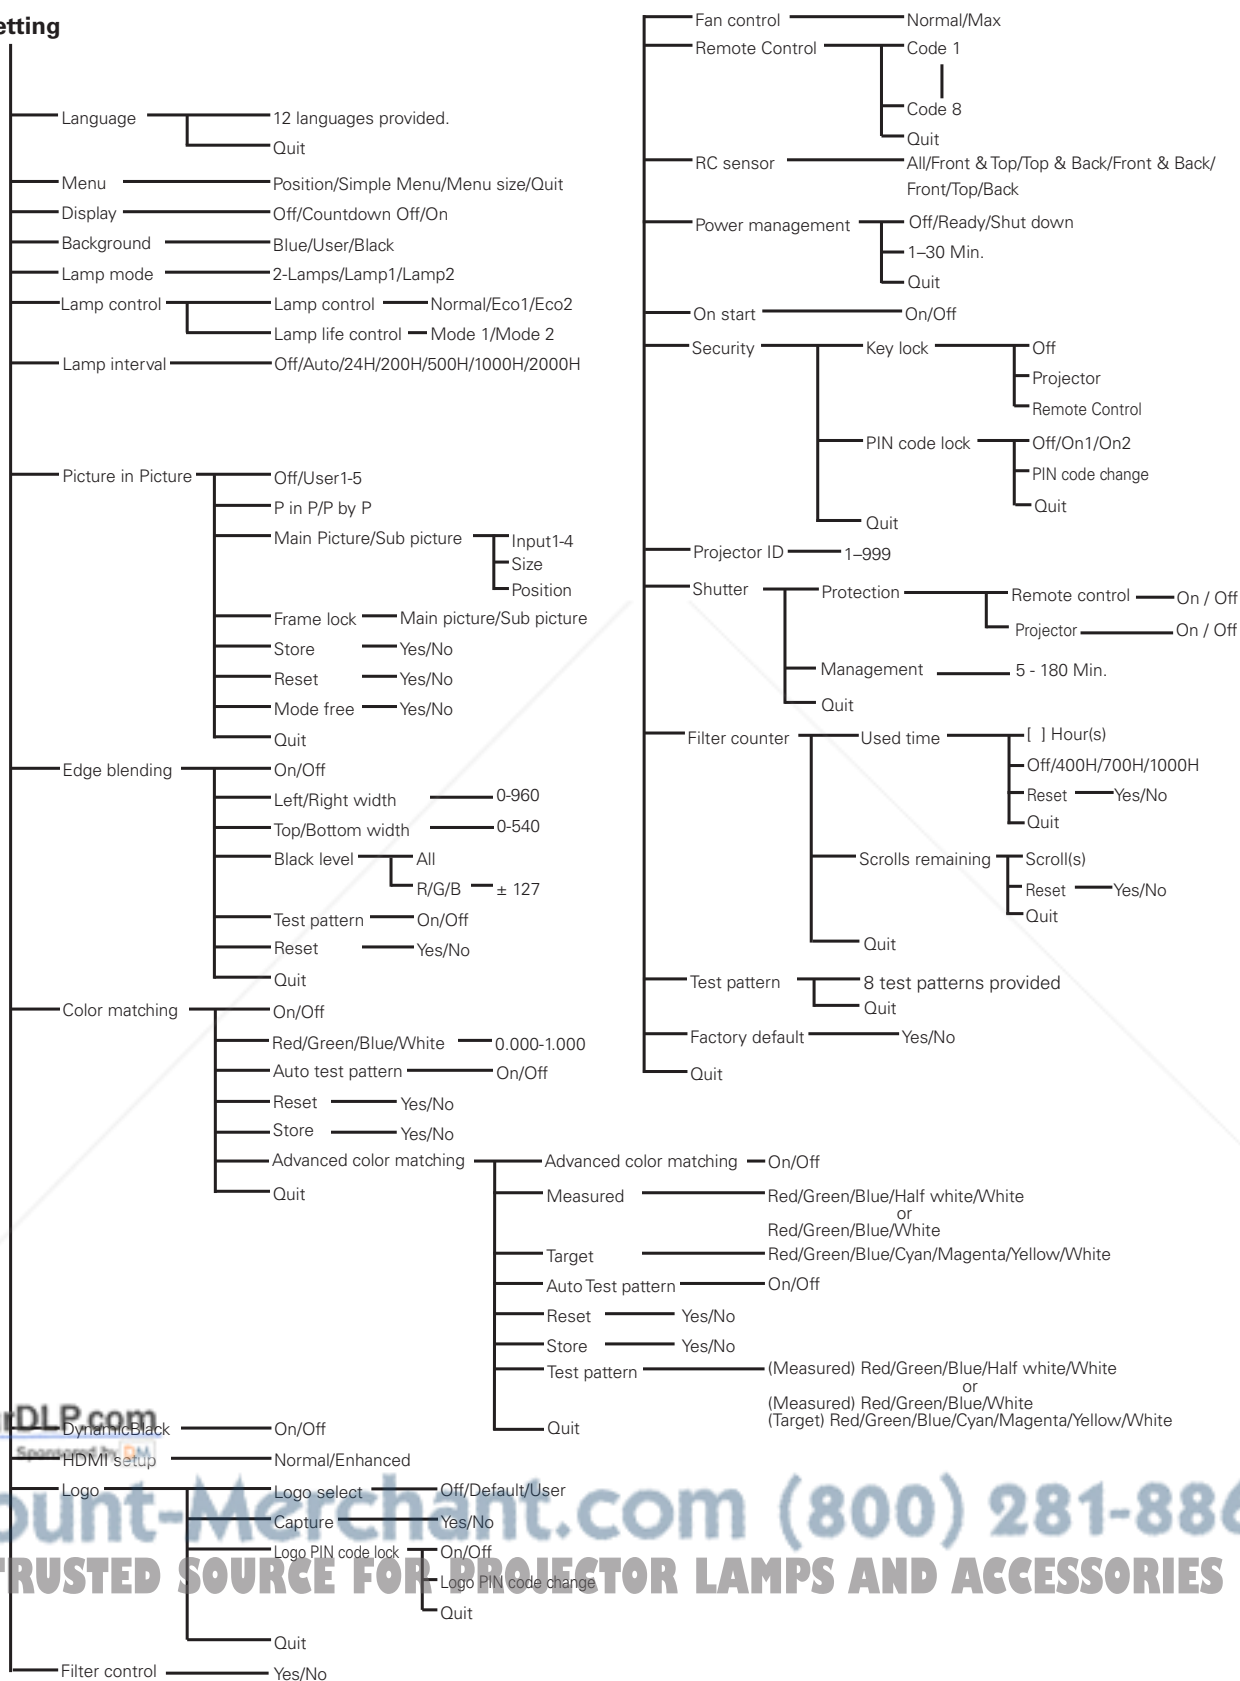 etting
Language
12 languages provided.
Quit
Menu
Position/Simple Menu/Menu size/Quit
Display
Off/Countdown Off/On
Background
Blue/User/Black
Lamp mode
2-Lamps/Lamp1/Lamp2
Lamp control
Lamp control
Normal/Eco1/Eco2
Lamp life control
Mode 1/Mode 2
Lamp interval
Off/Auto/24H/200H/500H/1000H/2000H
Picture in Picture
Off/User1-5
P in P/P by P
Main Picture/Sub picture
Input1-4
Size
Position
Frame lock
Main picture/Sub picture
Store
Yes/No
Reset
Yes/No
Mode free
Yes/No
Quit
Edge blending
On/Off
Left/Right width
0-960
Top/Bottom width
0-540
Black level
All
R/G/B
± 127
Test pattern
On/Off
Reset
Yes/No
Quit
Color matching
On/Off
Red/Green/Blue/White
0.000-1.000
Auto test pattern
On/Off
Reset
Yes/No
Store
Yes/No
Advanced color matching
Advanced color matching
On/Off
Measured
Red/Green/Blue/Half white/White
or
Red/Green/Blue/White
Target
Red/Green/Blue/Cyan/Magenta/Yellow/White
Auto Test pattern
On/Off
Reset
Yes/No
Store
Yes/No
Test pattern
(Measured) Red/Green/Blue/Half white/White
or
(Measured) Red/Green/Blue/White
(Target) Red/Green/Blue/Cyan/Magenta/Yellow/White
Quit
Quit
DynamicBlack
On/Off
HDMI setup
Normal/Enhanced
Logo
Logo select
Off/Default/User
Capture
Yes/No
Logo PIN code lock
On/Off
Logo PIN code change
Quit
Quit
Filter control
Yes/No
Fan control
Normal/Max
Remote Control
Code 1
Code 8
Quit
RC sensor
All/Front & Top/Top & Back/Front & Back/
Front/Top/Back
Power management
Off/Ready/Shut down
1–30 Min.
Quit
On start
On/Off
Security
Key lock
Off
Projector
Remote Control
PIN code lock
Off/On1/On2
PIN code change
Quit
Quit
Projector ID
1–999
Shutter
Protection
Remote control
On / Off
Projector
On / Off
Management
5 - 180 Min.
Quit
Filter counter
Used time
[ ] Hour(s)
Off/400H/700H/1000H
Reset
Yes/No
Quit
Scrolls remaining
Scroll(s)
Reset
Yes/No
Quit
Quit
Test pattern
8 test patterns provided
Quit
Factory default
Yes/No
Quit
rDLP.com
Sponsored by DM
ount-Merchant.com (800) 281-886
TRUSTED SOURCE FOR PROJECTOR LAMPS AND ACCESSORIES